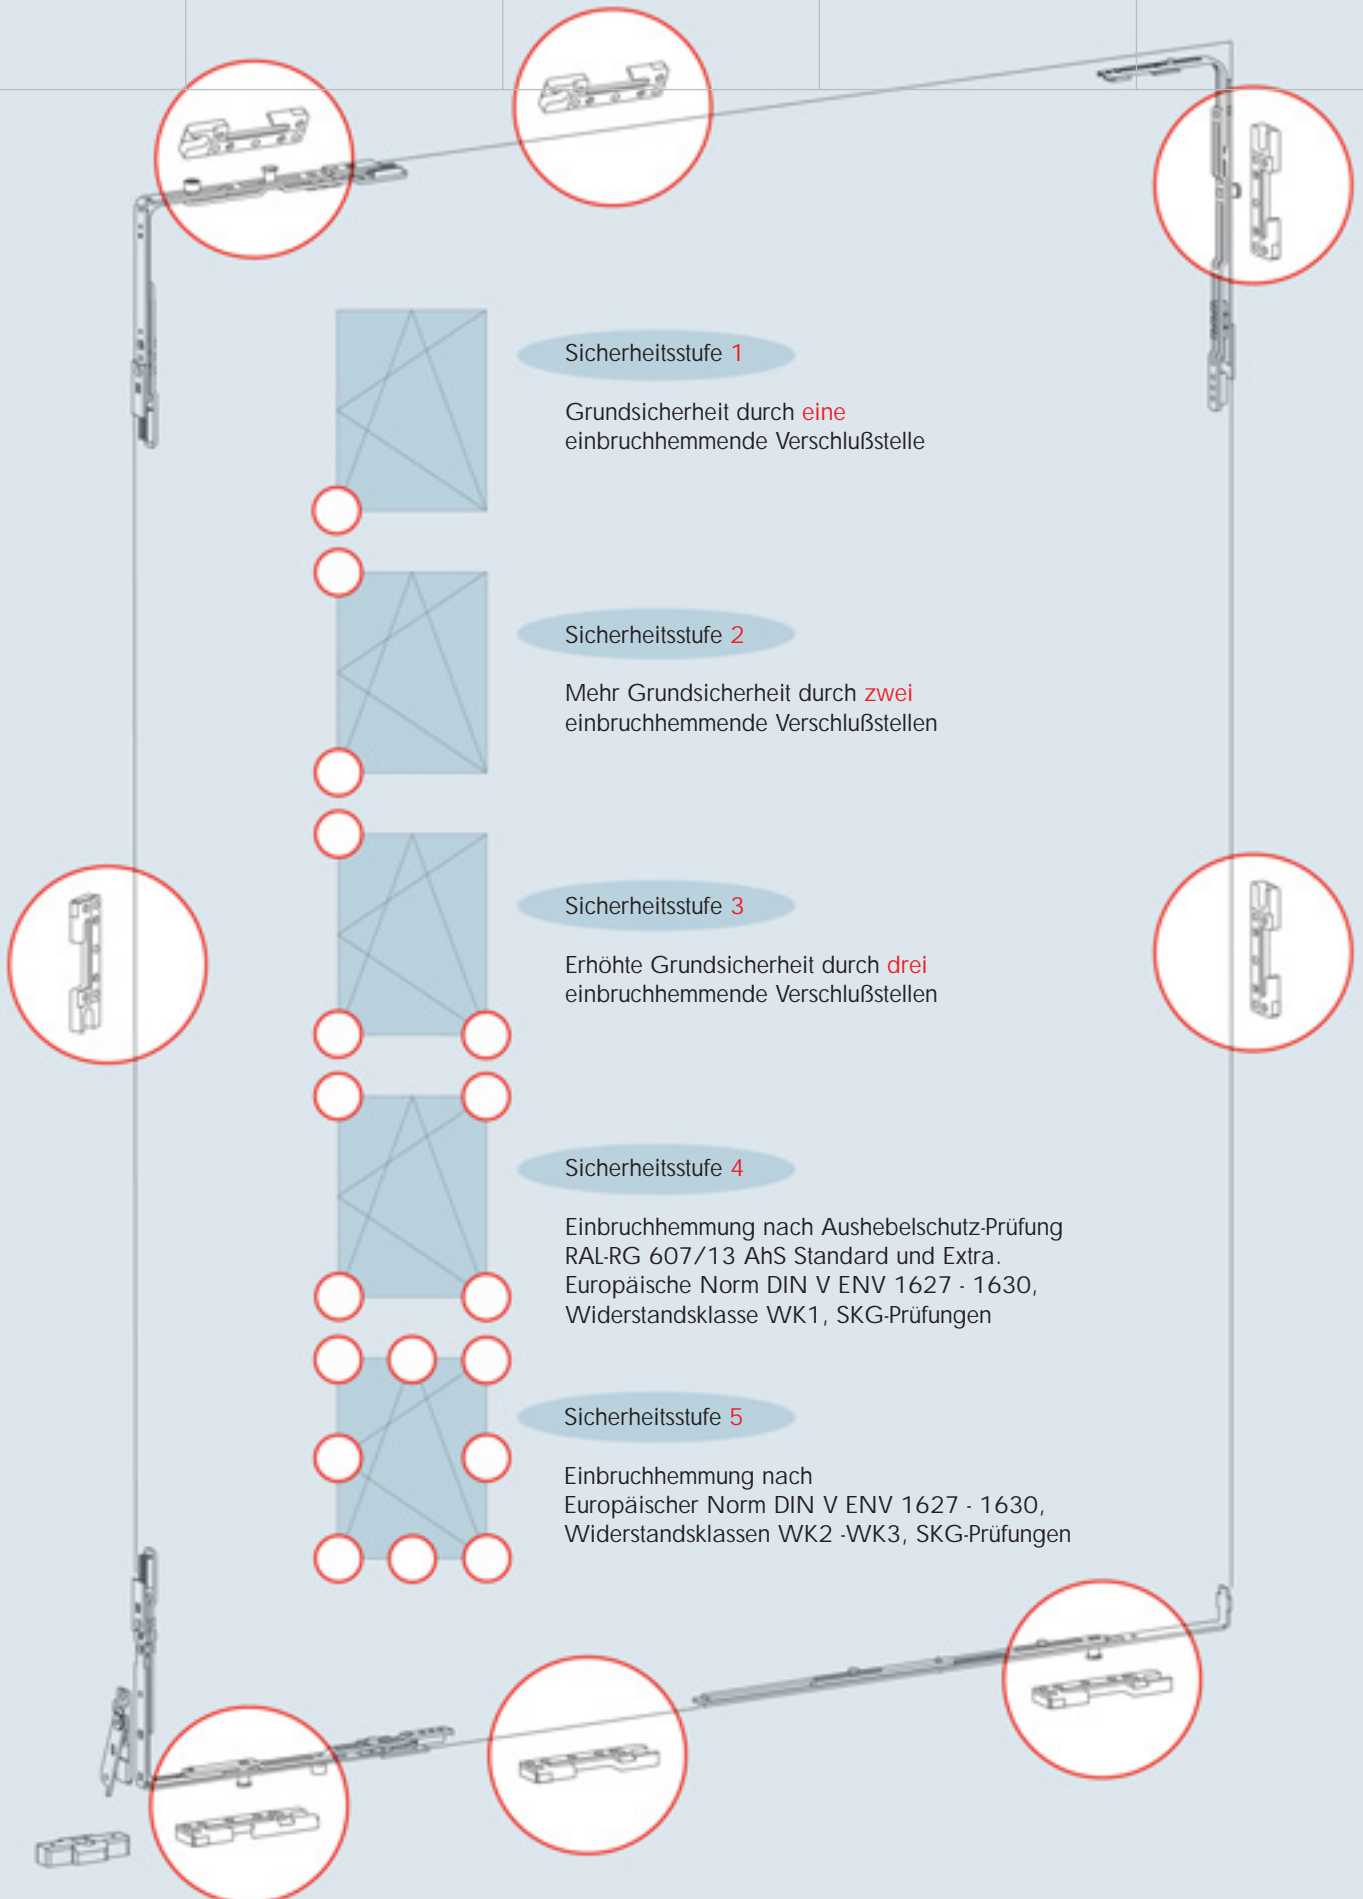 Sicherheitsstufe 1
Grundsicherheit durch eine
einbruchhemmende Verschlußstelle
Sicherheitsstufe 2
Mehr Grundsicherheit durch zwei
einbruchhemmende Verschlußstellen
Sicherheitsstufe 3
Erhöhte Grundsicherheit durch drei
einbruchhemmende Verschlußstellen
Sicherheitsstufe 4
Einbruchhemmung nach Aushebelschutz-Prüfung
RAL-RG 607/13 AhS Standard und Extra.
Europäische Norm DIN V ENV 1627 - 1630,
Widerstandsklasse WK1, SKG-Prüfungen
Sicherheitsstufe 5
Einbruchhemmung nach
Europäischer Norm DIN V ENV 1627 - 1630,
Widerstandsklassen WK2 -WK3, SKG-Prüfungen